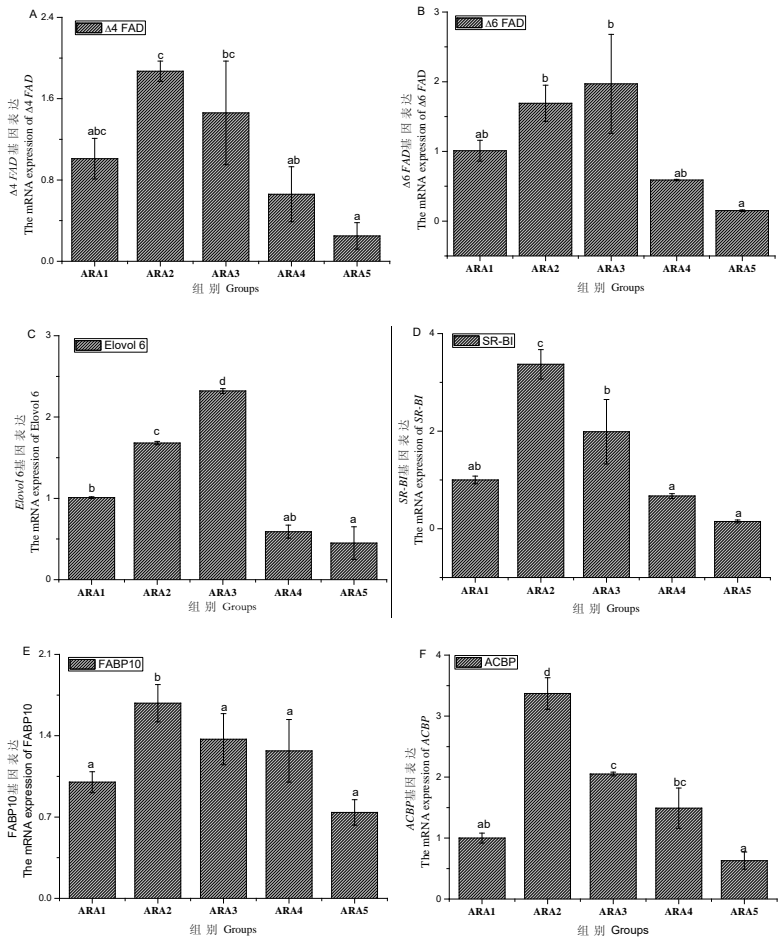 A
Δ4 FAD
Δ4 FAD基因表达
The mRNA expression of Δ4 FAD
2.4
1.6
0.8
0.0
abc
c
bc
ab
a
ARA1 ARA2 ARA3 ARA4 ARA5
组 别 Groups
B
Δ6 FAD
Δ6 FAD基因表达
The mRNA expression of Δ6 FAD
3
2
1
0
ab
b
b
ab
a
ARA1 ARA2 ARA3 ARA4 ARA5
组 别 Groups
C
Elovol 6
Elovol 6基因表达
The mRNA expression of Elovol 6
3
2
1
0
b
c
d
ab
a
ARA1 ARA2 ARA3 ARA4 ARA5
组 别 Groups
D
SR-BI
SR-BI基因表达
The mRNA expression of SR-BI
4
2
0
ab
c
b
a
a
ARA1 ARA2 ARA3 ARA4 ARA5
组 别 Groups
E
FABP10
FABP10基因表达
The mRNA expression of FABP10
2.1
1.4
0.7
0.0
a
b
a
a
a
ARA1 ARA2 ARA3 ARA4 ARA5
组 别 Groups
F
ACBP
ACBP基因表达
The mRNA expression of ACBP
4
3
2
1
0
ab
d
c
bc
a
ARA1 ARA2 ARA3 ARA4 ARA5
组 别 Groups